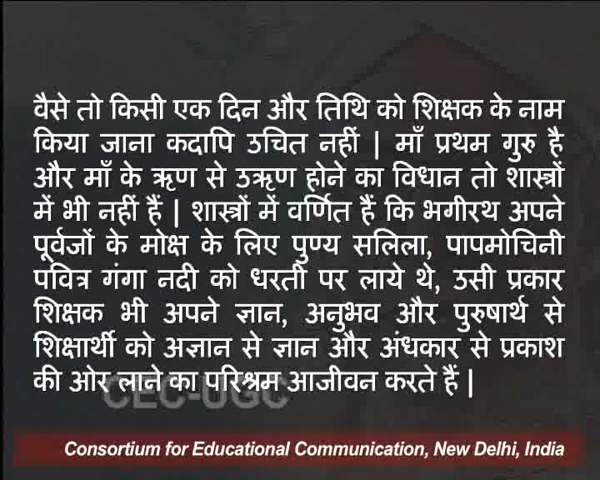 वैसे तो किसी एक दिन और तिथि को शिक्षक के नाम
किया जाना कदापि उचित नहीं | माँ प्रथम गुरु है
और माँ के ऋण से उऋण होने का विधान तो शास्त्रों
में भी नहीं हैं | शास्त्रों में वर्णित हैं कि भगीरथ अपने
पूर्वजों के मोक्ष के लिए पुण्य सलिला, पापमोचिनी
पवित्र गंगा नदी को धरती पर लाये थे, उसी प्रकार
शिक्षक भी अपने ज्ञान, अनुभव और पुरुषार्थ से
शिक्षार्थी को अज्ञान से ज्ञान और अंधकार से प्रकाश
की ओर लाने का परिश्रम आजीवन करते हैं |
CEC-UGC
Consortium for Educational Communication, New Delhi, India